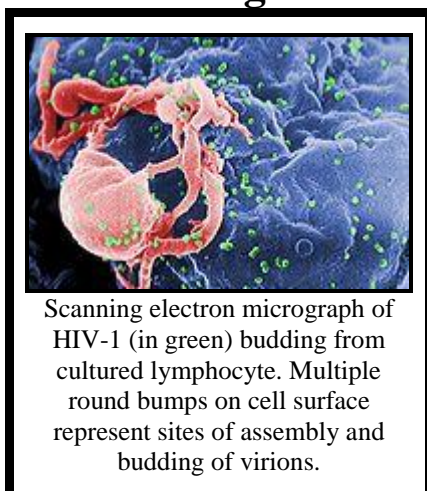 Scanning electron micrograph of
HIV-1 (in green) budding from
cultured lymphocyte. Multiple
round bumps on cell surface
represent sites of assembly and
budding of virions.